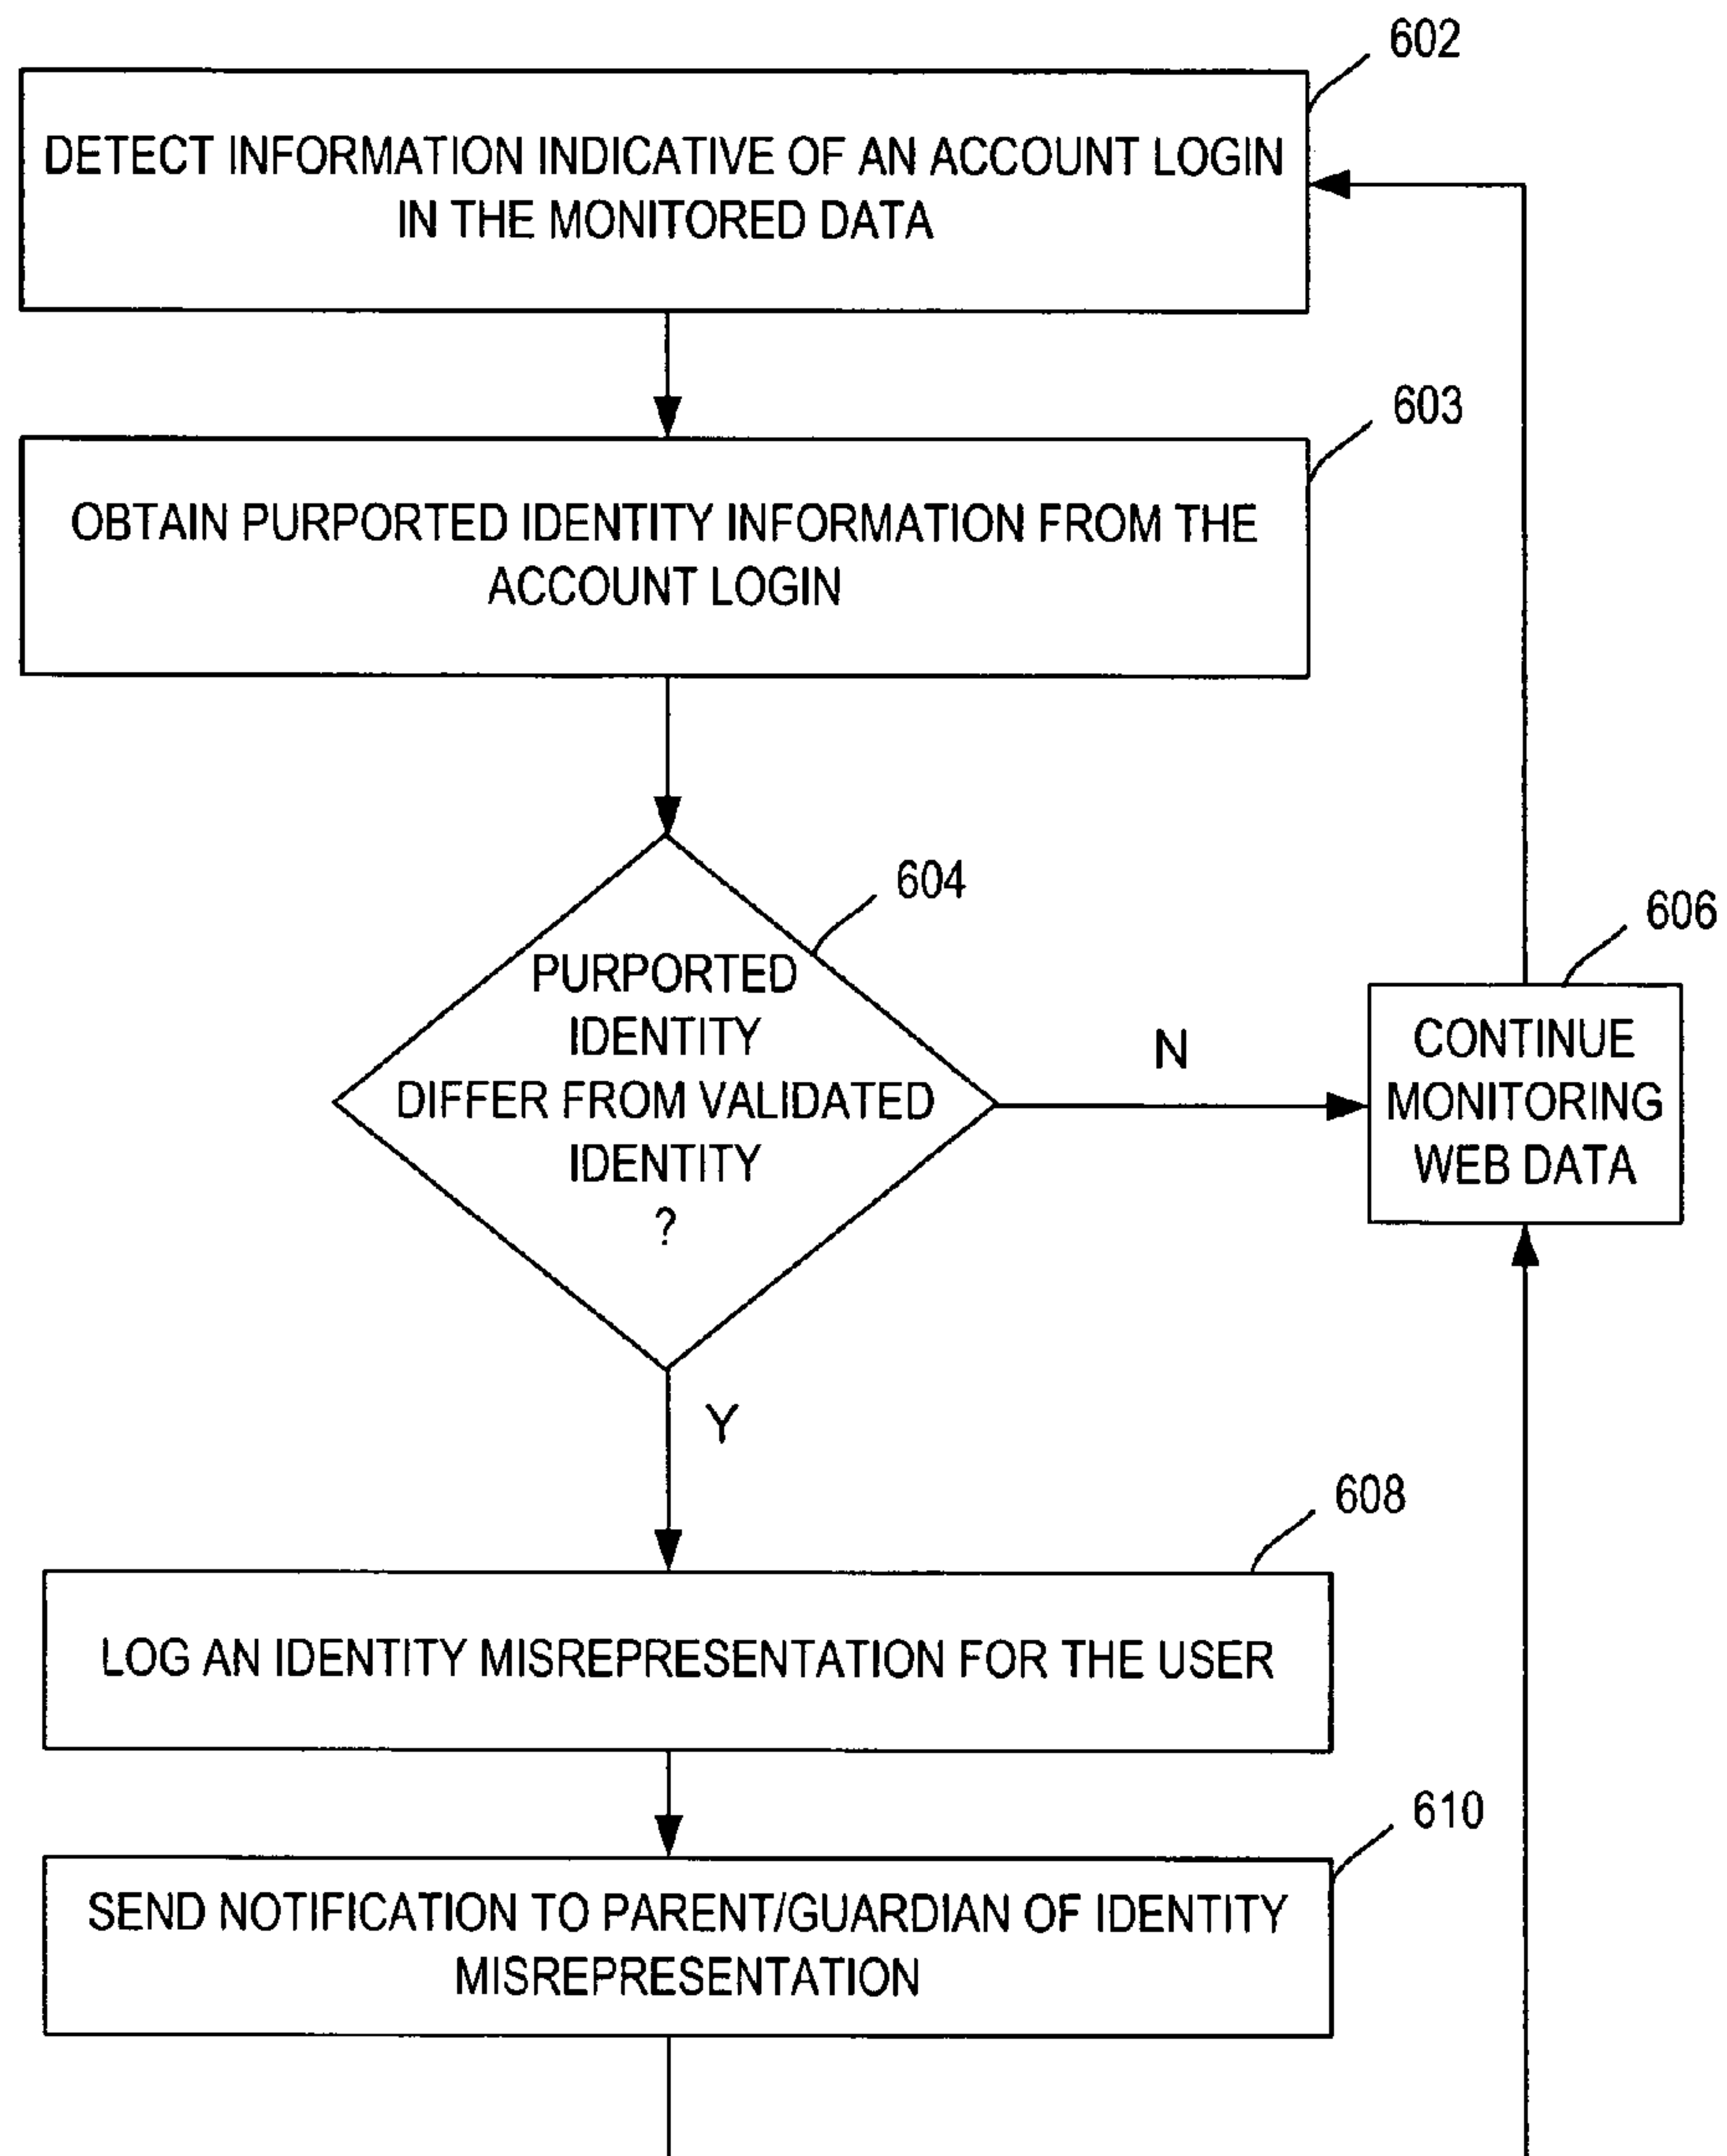 602
DETECT INFORMATION INDICATIVE OF AN ACCOUNT LOGIN
IN THE MONITORED DATA
603
OBTAIN PURPORTED IDENTITY INFORMATION FROM THE
ACCOUNT LOGIN
604
PURPORTED
IDENTITY
DIFFER FROM VALIDATED
IDENTITY
?
N
606
CONTINUE
MONITORING
WEB DATA
Y
608
LOG AN IDENTITY MISREPRESENTATION FOR THE USER
610
SEND NOTIFICATION TO PARENT/GUARDIAN OF IDENTITY
MISREPRESENTATION